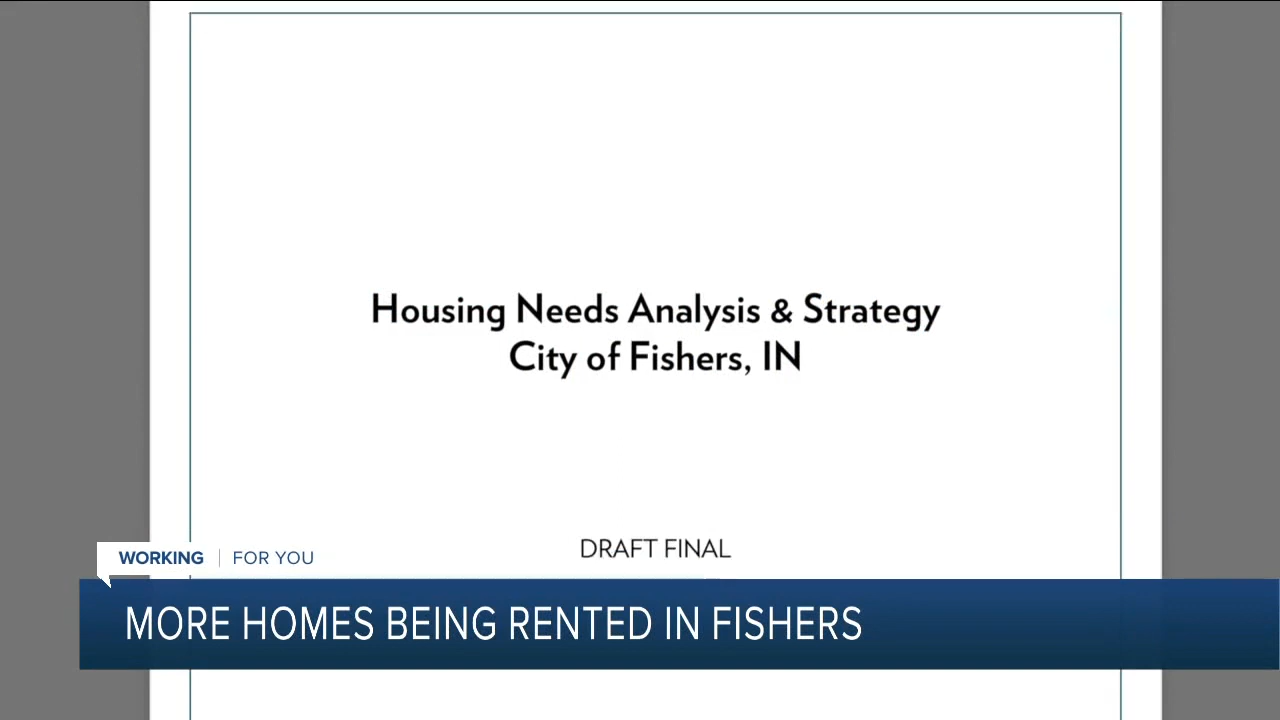 Housing Needs Analysis & Strategy
City of Fishers, IN
DRAFT FINAL
WORKING | FOR YOU
MORE HOMES BEING RENTED IN FISHERS